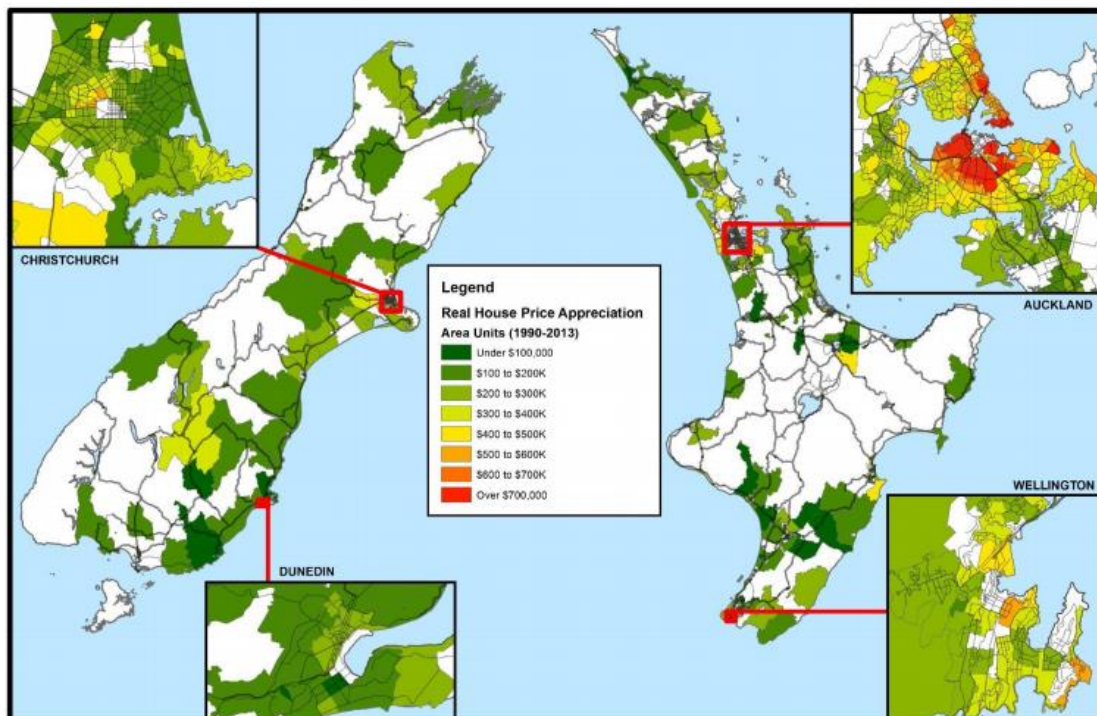 CHRISTCHURCH
AUCKLAND
Legend
Real House Price Appreciation
Area Units (1990-2013)
Under $100,000
$100 to $200K
$200 to $300K
$300 to $400K
$400 to $500K
$500 to $600K
$600 to $700K
Over $700,000
WELLINGTON
DUNEDIN